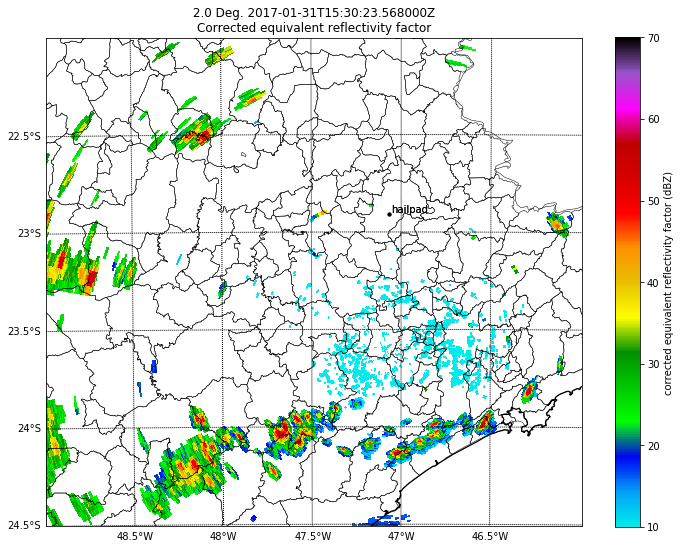 2.0 Deg. 2017-01-31T15:30:23.568000Z
Corrected equivalent reflectivity factor
70
60
50
40
30
20
10
corrected equivalent reflectivity factor (dBZ)
22.5°S
23°S
23.5°S
24°S
24.5°S
hailpad
48.5°W
48°W
47.5°W
47°W
46.5°W